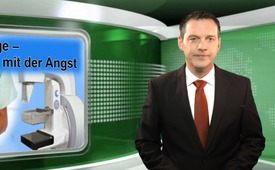 ge –
mit der Angst